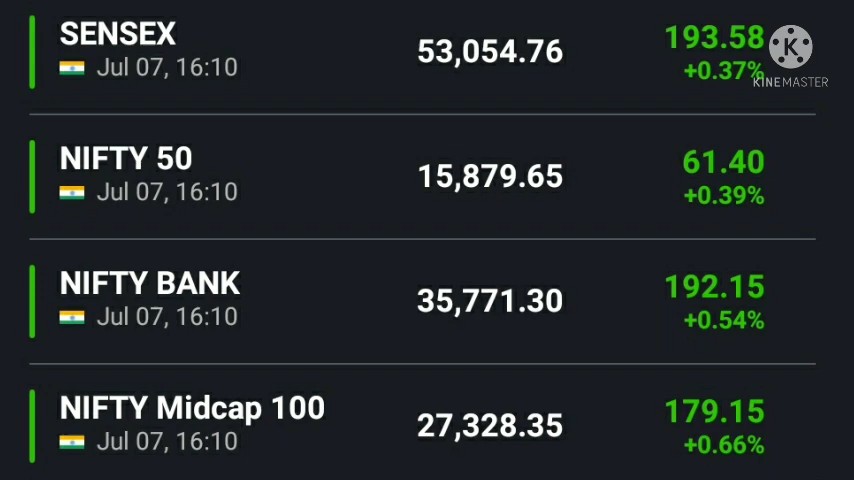 SENSEX
Jul 07, 16:10
53,054.76
193.58
+0.37%
KINEMASTER
NIFTY 50
Jul 07, 16:10
15,879.65
61.40
+0.39%
NIFTY BANK
Jul 07, 16:10
35,771.30
192.15
+0.54%
NIFTY Midcap 100
Jul 07, 16:10
27,328.35
179.15
+0.66%